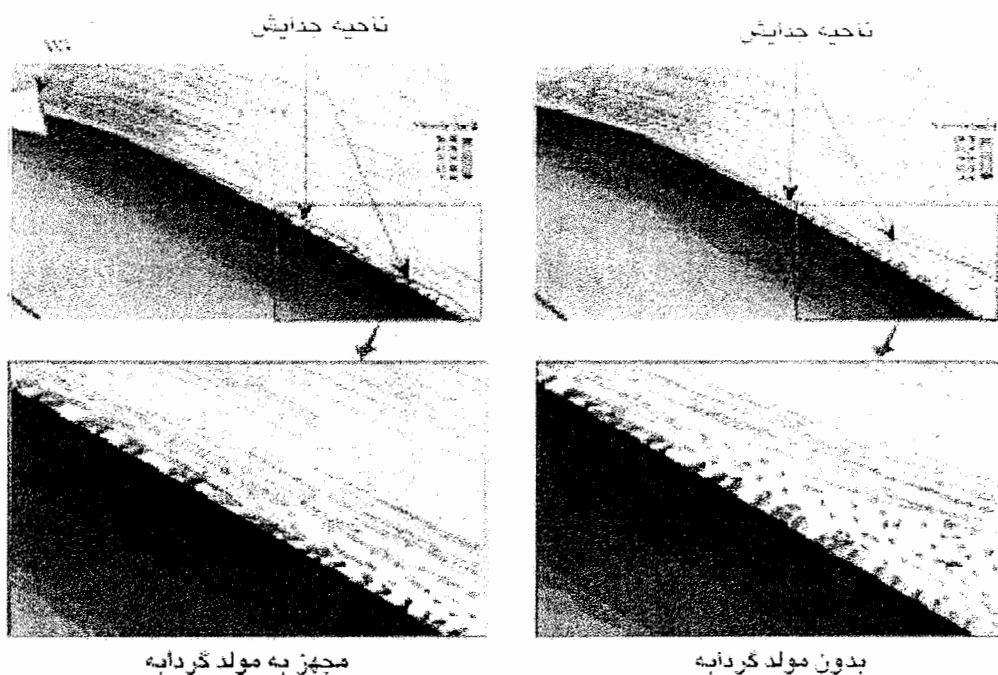 ناحیه جدایش
ناحیه جدایش
بدون مولد گردابه
مجهز به مولد گردابه